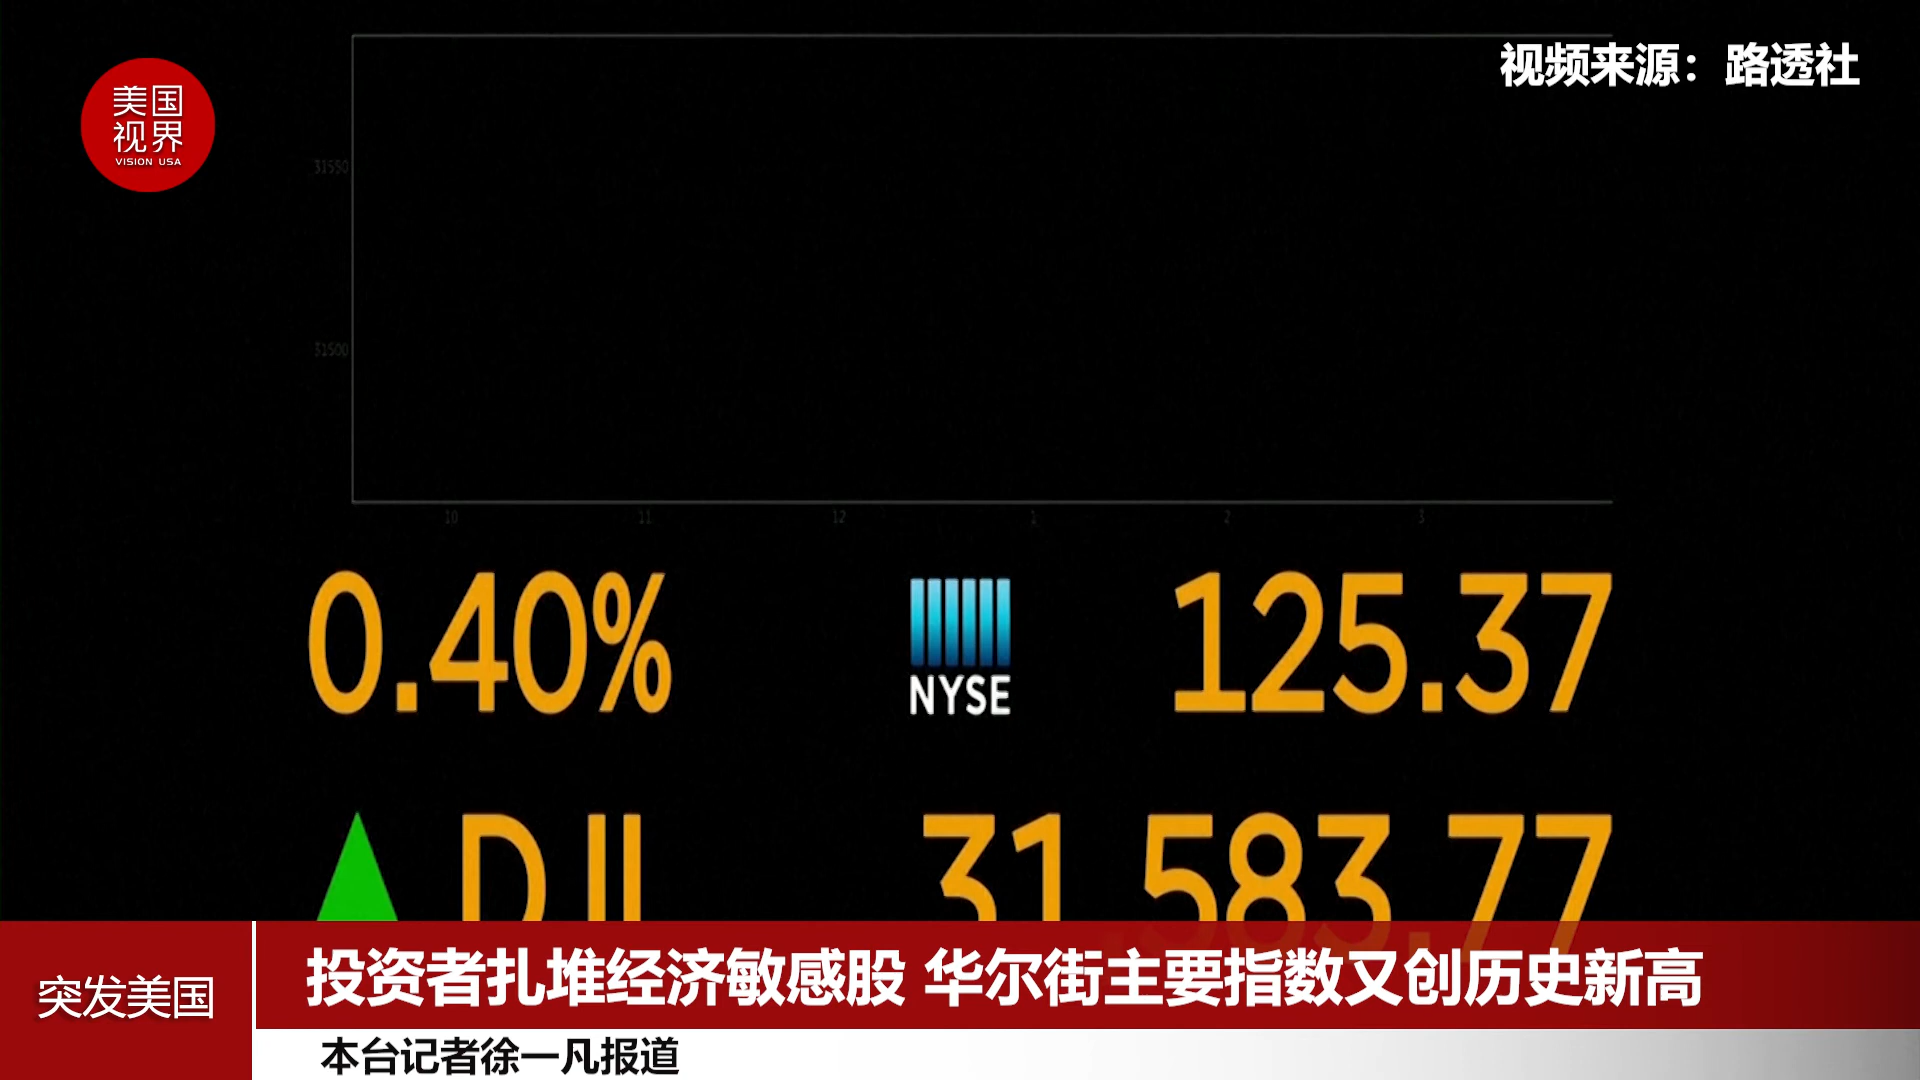 视频来源：路透社
美国
视界
VISION USA
31550
31500
10 11 12 1 2 3
0.40% NYSE 125.37
DJI 31,583.77
突发美国
投资者扎堆经济敏感股 华尔街主要指数又创历史新高
本台记者徐一凡报道